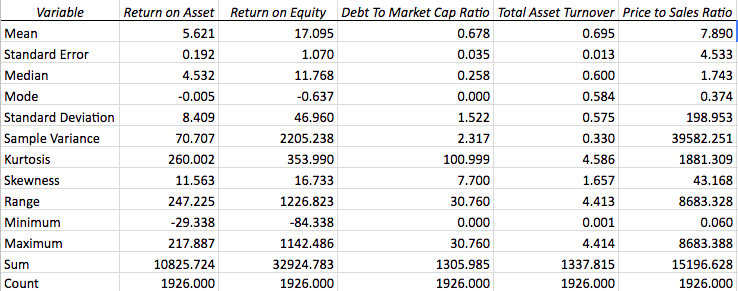 Variable Return on Asset Return on Equity Debt To Market Cap Ratio Total Asset Turnover Price to Sales Ratio
Mean 5.621 17.095 0.678 0.695 7.890
Standard Error 0.192 1.070 0.035 0.013 4.533
Median 4.532 11.768 0.258 0.600 1.743
Mode -0.005 -0.637 0.000 0.584 0.374
Standard Deviation 8.409 46.960 1.522 0.575 198.953
Sample Variance 70.707 2205.238 2.317 0.330 39582.251
Kurtosis 260.002 353.990 100.999 4.586 1881.309
Skewness 11.563 16.733 7.700 1.657 43.168
Range 247.225 1226.823 30.760 4.413 8683.328
Minimum -29.338 -84.338 0.000 0.001 0.060
Maximum 217.887 1142.486 30.760 4.414 8683.388
Sum 10825.724 32924.783 1305.985 1337.815 15196.628
Count 1926.000 1926.000 1926.000 1926.000 1926.000